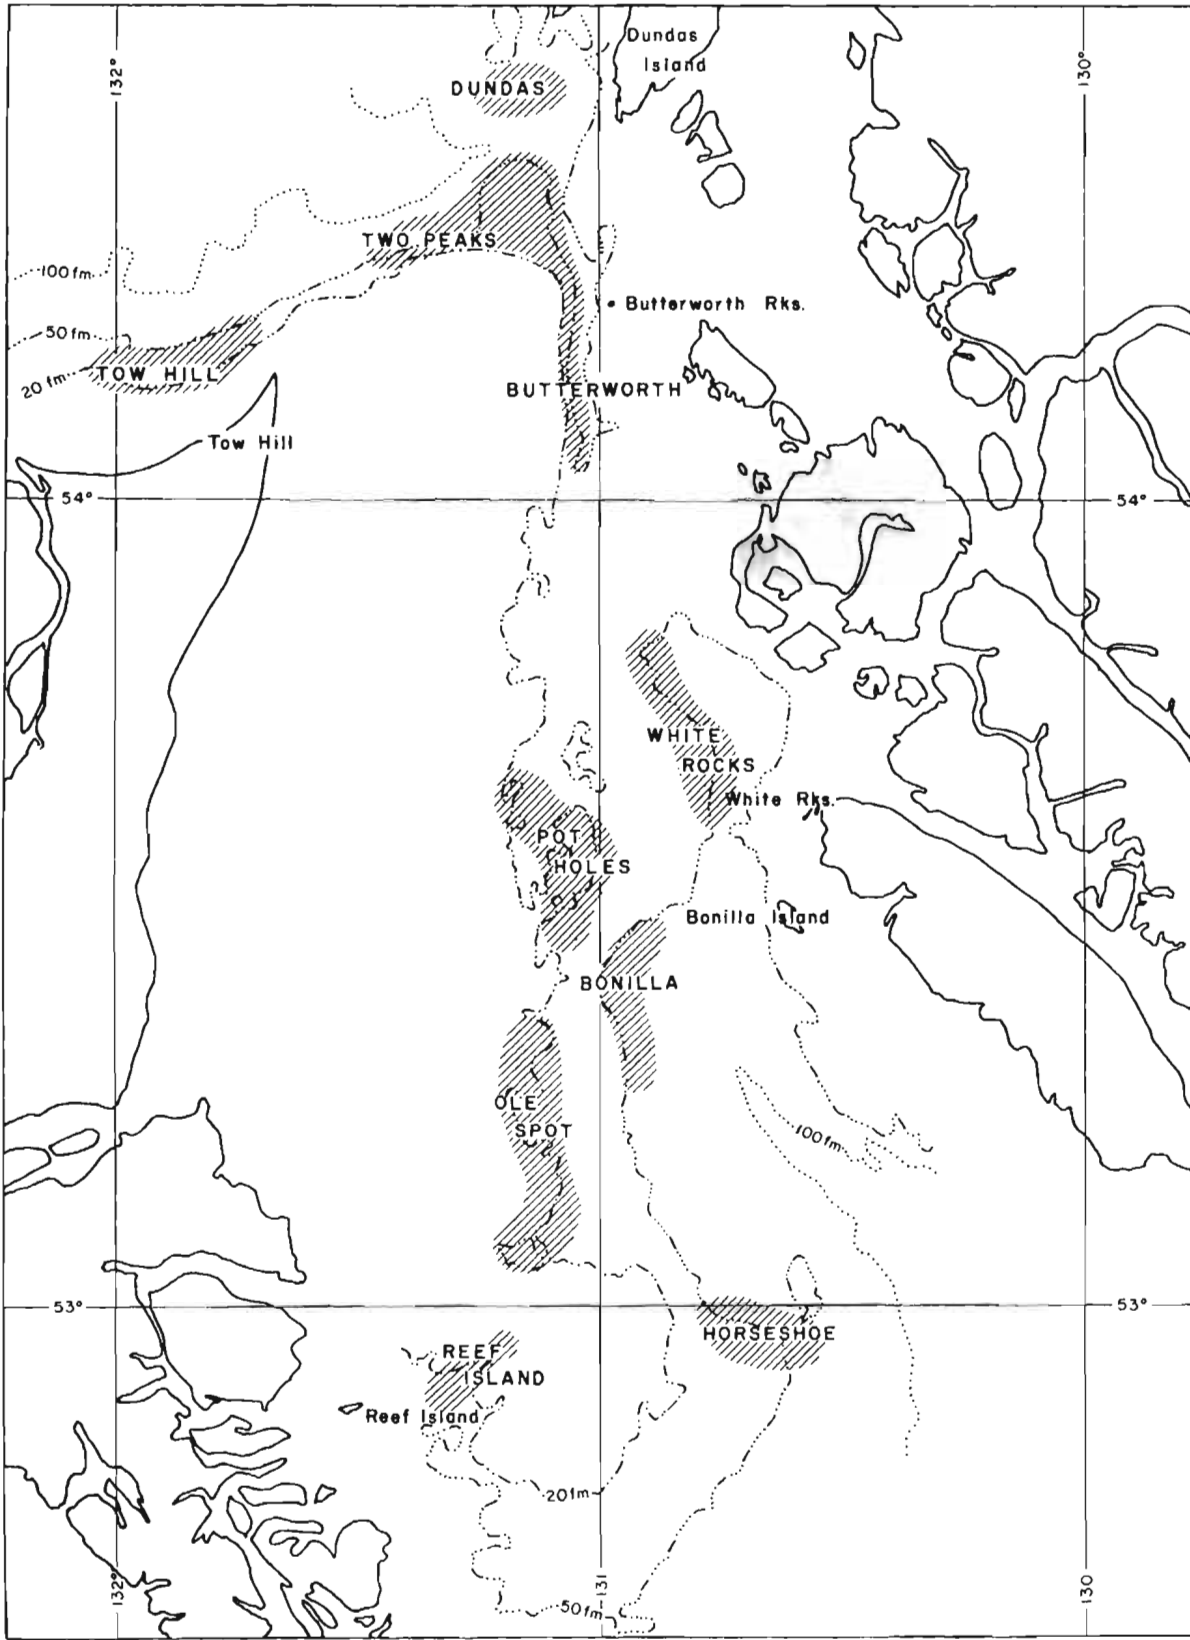 132°
130°
Dundas
Island
DUNDAS
TWO PEAKS
100 fm
Butterworth Rks.
50 fm
TOW HILL
20 fm
BUTTERWORTH
Tow Hill
54°
54°
WHITE
ROCKS
White Rks.
POT
HOLES
Bonilla Island
BONILLA
OLE
SPOT
100 fm
53°
53°
HORSESHOE
REEF
ISLAND
Reef Island
20 fm
50 fm
132°
131
130